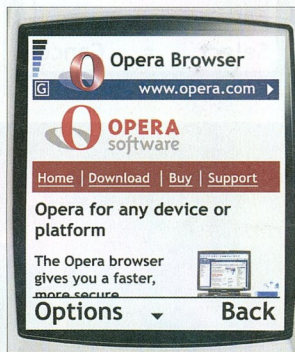 Opera Browser
G www.opera.com
OPERA
software
Home | Download | Buy | Support
Opera for any device or
platform
The Opera browser
gives you a faster,
more secure
Options Back